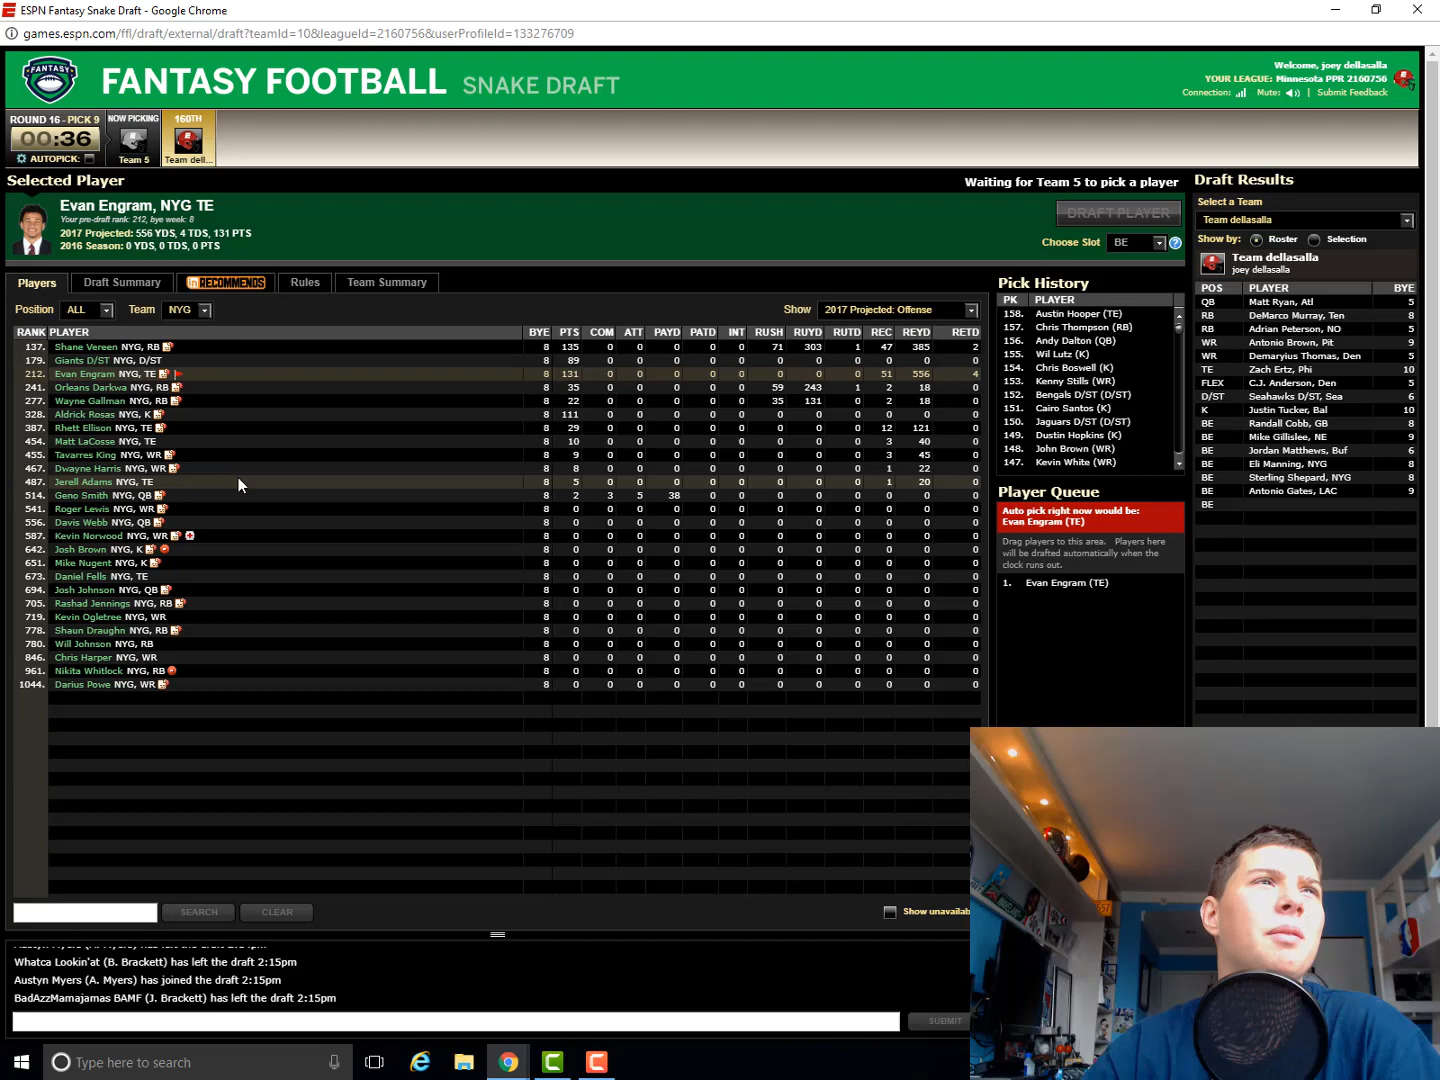 ESPN Fantasy Snake Draft - Google Chrome
games.espn.com/ffl/draft/external/draft?teamId=10&leagueId=2160756&userProfileId=133276709
FANTASY
FANTASY FOOTBALL SNAKE DRAFT
Welcome, joey dellasalla
YOUR LEAGUE: Minnesota PPR 2160756
Connection: Mute: | Submit Feedback
ROUND 16 - PICK 9
00:36
AUTOPICK:
NOW PICKING
Team 5
160TH
Team dell...
Selected Player
Waiting for Team 5 to pick a player
Evan Engram, NYG TE
Your pre-draft rank: 212, bye week: 8
2017 Projected: 556 YDS, 4 TDS, 131 PTS
2016 Season: 0 YDS, 0 TDS, 0 PTS
DRAFT PLAYER
Choose Slot BE ?
Players Draft Summary inRECOMMENDS Rules Team Summary
Position ALL Team NYG Show 2017 Projected: Offense
RANK PLAYER BYE PTS COM ATT PAYD PATD INT RUSH RUYD RUTD REC REYD RETD
137. Shane Vereen NYG, RB 8 135 0 0 0 0 0 71 303 1 47 385 2
179. Giants D/ST NYG, D/ST 8 89 0 0 0 0 0 0 0 0 0 0 0
212. Evan Engram NYG, TE 8 131 0 0 0 0 0 0 0 0 51 556 4
241. Orleans Darkwa NYG, RB 8 35 0 0 0 0 0 59 243 1 2 18 0
277. Wayne Gallman NYG, RB 8 22 0 0 0 0 0 35 131 0 2 18 0
328. Aldrick Rosas NYG, K 8 111 0 0 0 0 0 0 0 0 0 0 0
387. Rhett Ellison NYG, TE 8 29 0 0 0 0 0 0 0 0 12 121 0
454. Matt LaCosse NYG, TE 8 10 0 0 0 0 0 0 0 0 3 40 0
455. Tavarres King NYG, WR 8 9 0 0 0 0 0 0 0 0 3 45 0
467. Dwayne Harris NYG, WR 8 8 0 0 0 0 0 0 0 0 1 22 0
487. Jerell Adams NYG, TE 8 5 0 0 0 0 0 0 0 0 1 20 0
514. Geno Smith NYG, QB 8 2 3 5 38 0 0 0 0 0 0 0 0
541. Roger Lewis NYG, WR 8 0 0 0 0 0 0 0 0 0 0 0 0
556. Davis Webb NYG, QB 8 0 0 0 0 0 0 0 0 0 0 0 0
587. Kevin Norwood NYG, WR 8 0 0 0 0 0 0 0 0 0 0 0 0
642. Josh Brown NYG, K 8 0 0 0 0 0 0 0 0 0 0 0 0
651. Mike Nugent NYG, K 8 0 0 0 0 0 0 0 0 0 0 0 0
673. Daniel Fells NYG, TE 8 0 0 0 0 0 0 0 0 0 0 0 0
694. Josh Johnson NYG, QB 8 0 0 0 0 0 0 0 0 0 0 0 0
705. Rashad Jennings NYG, RB 8 0 0 0 0 0 0 0 0 0 0 0 0
719. Kevin Ogletree NYG, WR 8 0 0 0 0 0 0 0 0 0 0 0 0
778. Shaun Draughn NYG, RB 8 0 0 0 0 0 0 0 0 0 0 0 0
780. Will Johnson NYG, RB 8 0 0 0 0 0 0 0 0 0 0 0 0
846. Chris Harper NYG, WR 8 0 0 0 0 0 0 0 0 0 0 0 0
961. Nikita Whitlock NYG, RB 8 0 0 0 0 0 0 0 0 0 0 0 0
1044. Darius Powe NYG, WR 8 0 0 0 0 0 0 0 0 0 0 0 0
SEARCH CLEAR Show unavailab
Whatca Lookin'at (B. Brackett) has left the draft 2:15pm
Austyn Myers (A. Myers) has joined the draft 2:15pm
BadAzzMamajamas BAMF (J. Brackett) has left the draft 2:15pm
SUBMIT
Pick History
PK PLAYER
158. Austin Hooper (TE)
157. Chris Thompson (RB)
156. Andy Dalton (QB)
155. Wil Lutz (K)
154. Chris Boswell (K)
153. Kenny Stills (WR)
152. Bengals D/ST (D/ST)
151. Cairo Santos (K)
150. Jaguars D/ST (D/ST)
149. Dustin Hopkins (K)
148. John Brown (WR)
147. Kevin White (WR)
Player Queue
Auto pick right now would be:
Evan Engram (TE)
Drag players to this area. Players here
will be drafted automatically when the
clock runs out.
1. Evan Engram (TE)
Draft Results
Select a Team
Team dellasalla
Show by: Roster Selection
Team dellasalla
joey dellasalla
POS PLAYER BYE
QB Matt Ryan, Atl 5
RB DeMarco Murray, Ten 8
RB Adrian Peterson, NO 5
WR Antonio Brown, Pit 9
WR Demaryius Thomas, Den 5
TE Zach Ertz, Phi 10
FLEX C.J. Anderson, Den 5
D/ST Seahawks D/ST, Sea 6
K Justin Tucker, Bal 10
BE Randall Cobb, GB 8
BE Mike Gillislee, NE 9
BE Jordan Matthews, Buf 6
BE Eli Manning, NYG 8
BE Sterling Shepard, NYG 8
BE Antonio Gates, LAC 9
BE
Type here to search